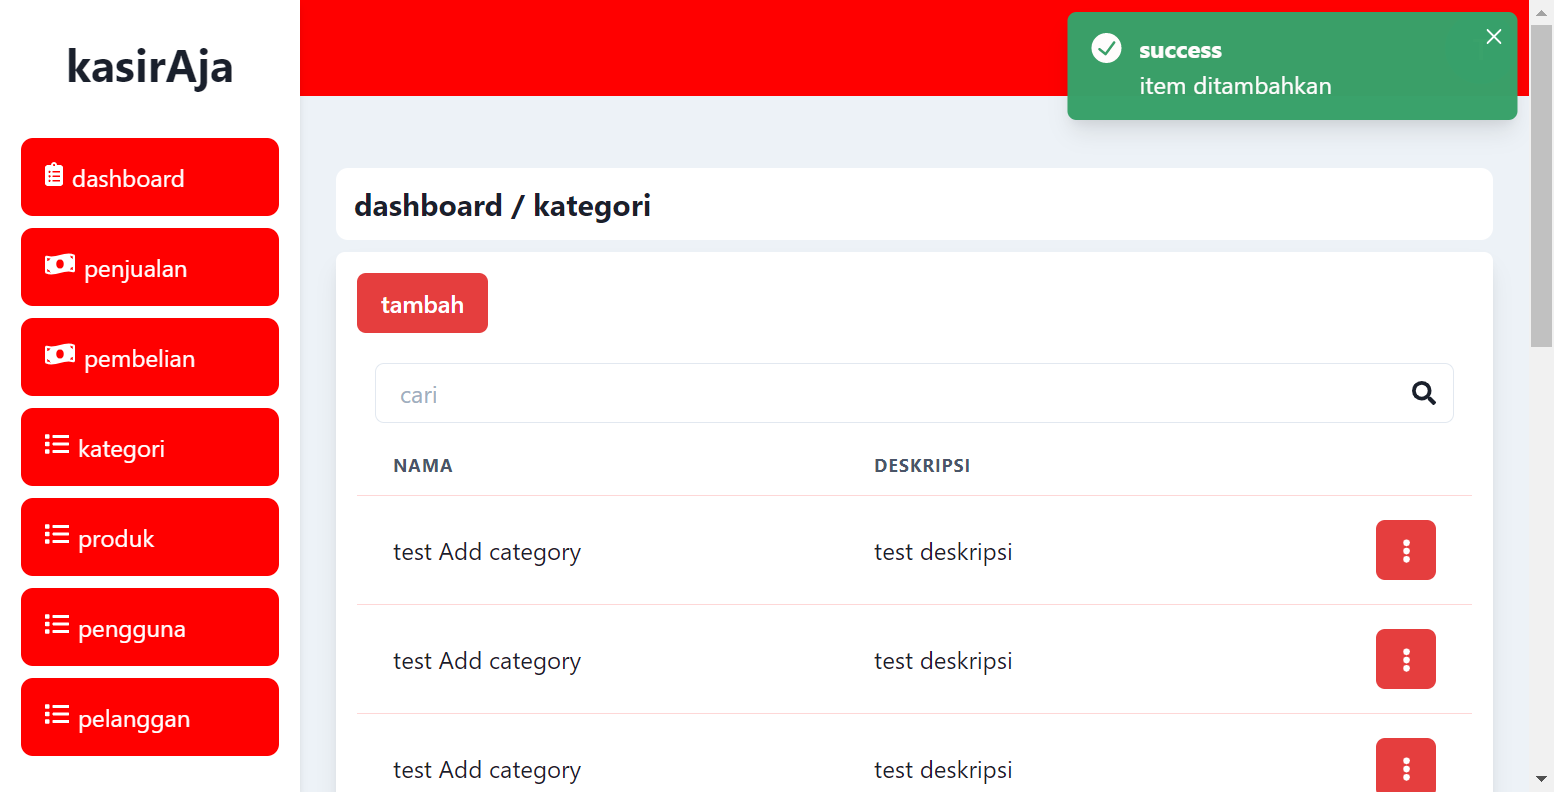 kasirAja
dashboard
penjualan
pembelian
kategori
produk
pengguna
pelanggan
success
item ditambahkan
dashboard / kategori
tambah
cari
NAMA DESKRIPSI
test Add category test deskripsi
test Add category test deskripsi
test Add category test deskripsi